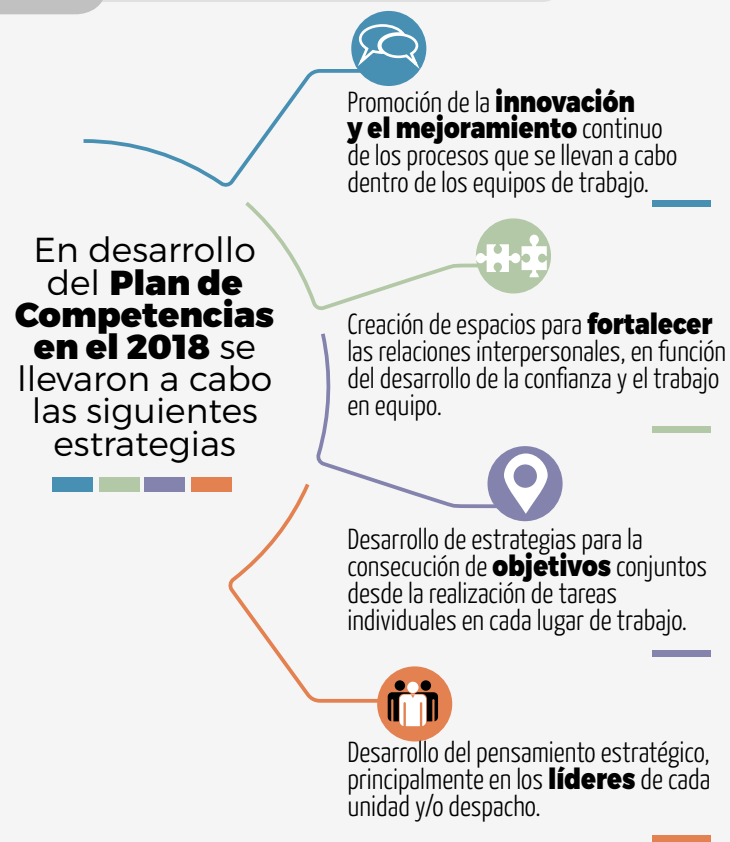 En desarrollo
del Plan de
Competencias
en el 2018 se
llevaron a cabo
las siguientes
estrategias
Promoción de la innovación
y el mejoramiento continuo
de los procesos que se llevan a cabo
dentro de los equipos de trabajo.
Creación de espacios para fortalecer
las relaciones interpersonales, en función
del desarrollo de la confianza y el trabajo
en equipo.
Desarrollo de estrategias para la
consecución de objetivos conjuntos
desde la realización de tareas
individuales en cada lugar de trabajo.
Desarrollo del pensamiento estratégico,
principalmente en los líderes de cada
unidad y/o despacho.